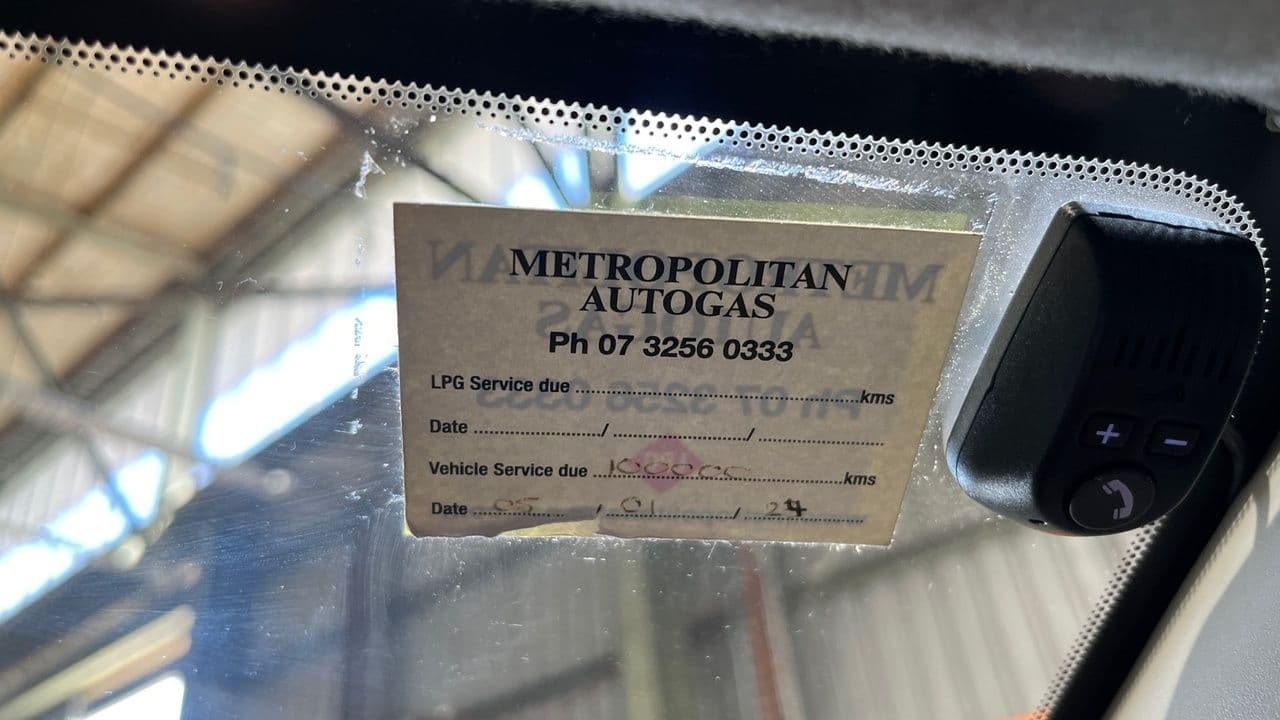 METROPOLITAN
AUTOGAS
Ph 07 3256 0333
LPG Service due ........................................kms
Date ..................../...................../....................
Vehicle Service due ...100000...................kms
Date ....05......../....01............/....24..........
+ -